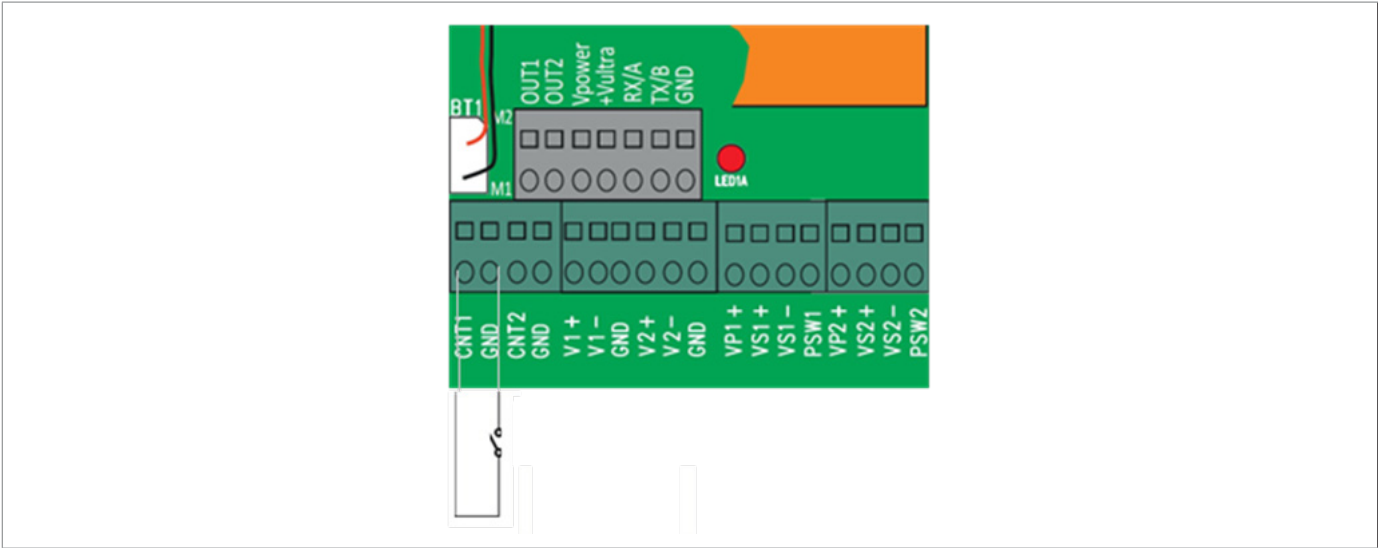 OUT1
OUT2
Vpower
+Vultra
RX/A
TX/B
GND
BT1
M2
M1
LED1A
CNT1
GND
CNT2
GND
V1+
V1-
GND
V2+
V2-
GND
VP1+
VS1+
VS1-
PSW1
VP2+
VS2+
VS2-
PSW2